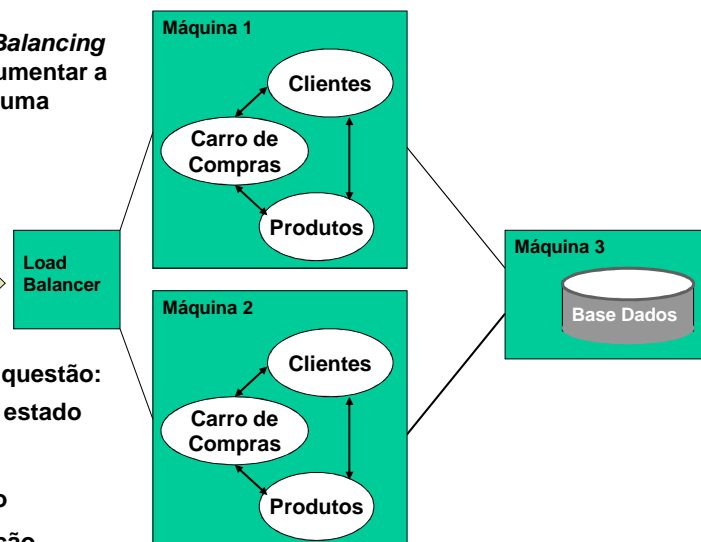 Balancing
umentar a
uma
Load
Balancer
questão:
estado
o
ção
Máquina 1
Clientes
Carro de
Compras
Produtos
Máquina 2
Clientes
Carro de
Compras
Produtos
Máquina 3
Base Dados